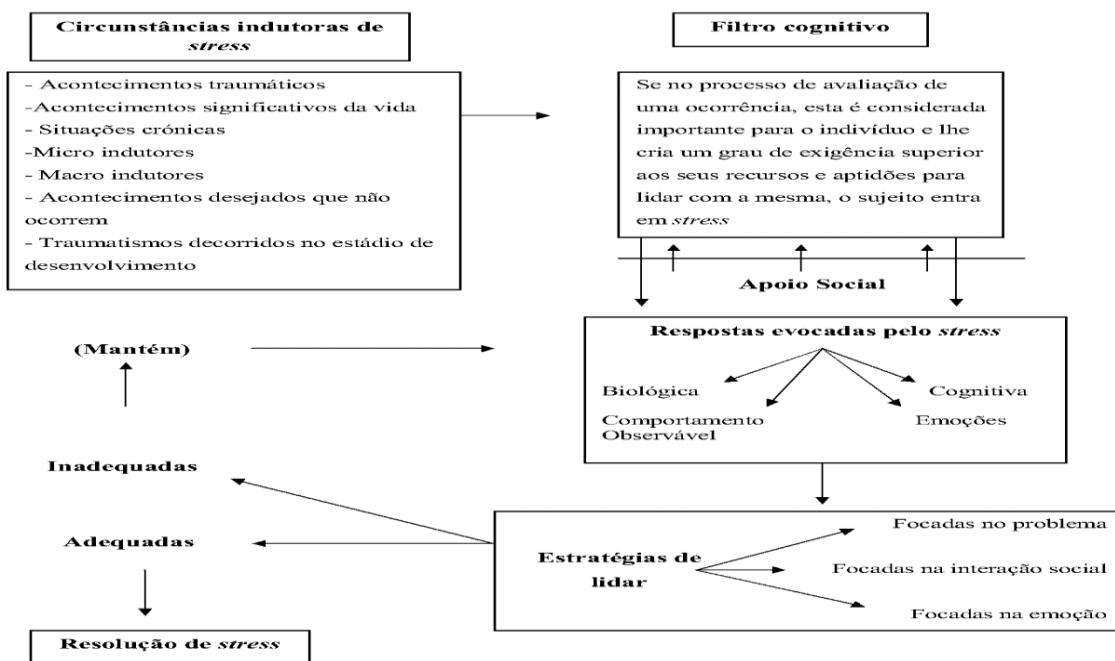 Circunstâncias indutoras de
stress
- Acontecimentos traumáticos
-Acontecimentos significativos da vida
- Situações crónicas
-Micro indutores
- Macro indutores
- Acontecimentos desejados que não
ocorrem
- Traumatismos decorridos no estádio de
desenvolvimento
Filtro cognitivo
Se no processo de avaliação de
uma ocorrência, esta é considerada
importante para o indivíduo e lhe
cria um grau de exigência superior
aos seus recursos e aptidões para
lidar com a mesma, o sujeito entra
em stress
Apoio Social
Respostas evocadas pelo stress
Biológica
Cognitiva
Comportamento
Observável
Emoções
(Mantém)
Inadequadas
Adequadas
Resolução de stress
Estratégias de
lidar
Focadas no problema
Focadas na interação social
Focadas na emoção